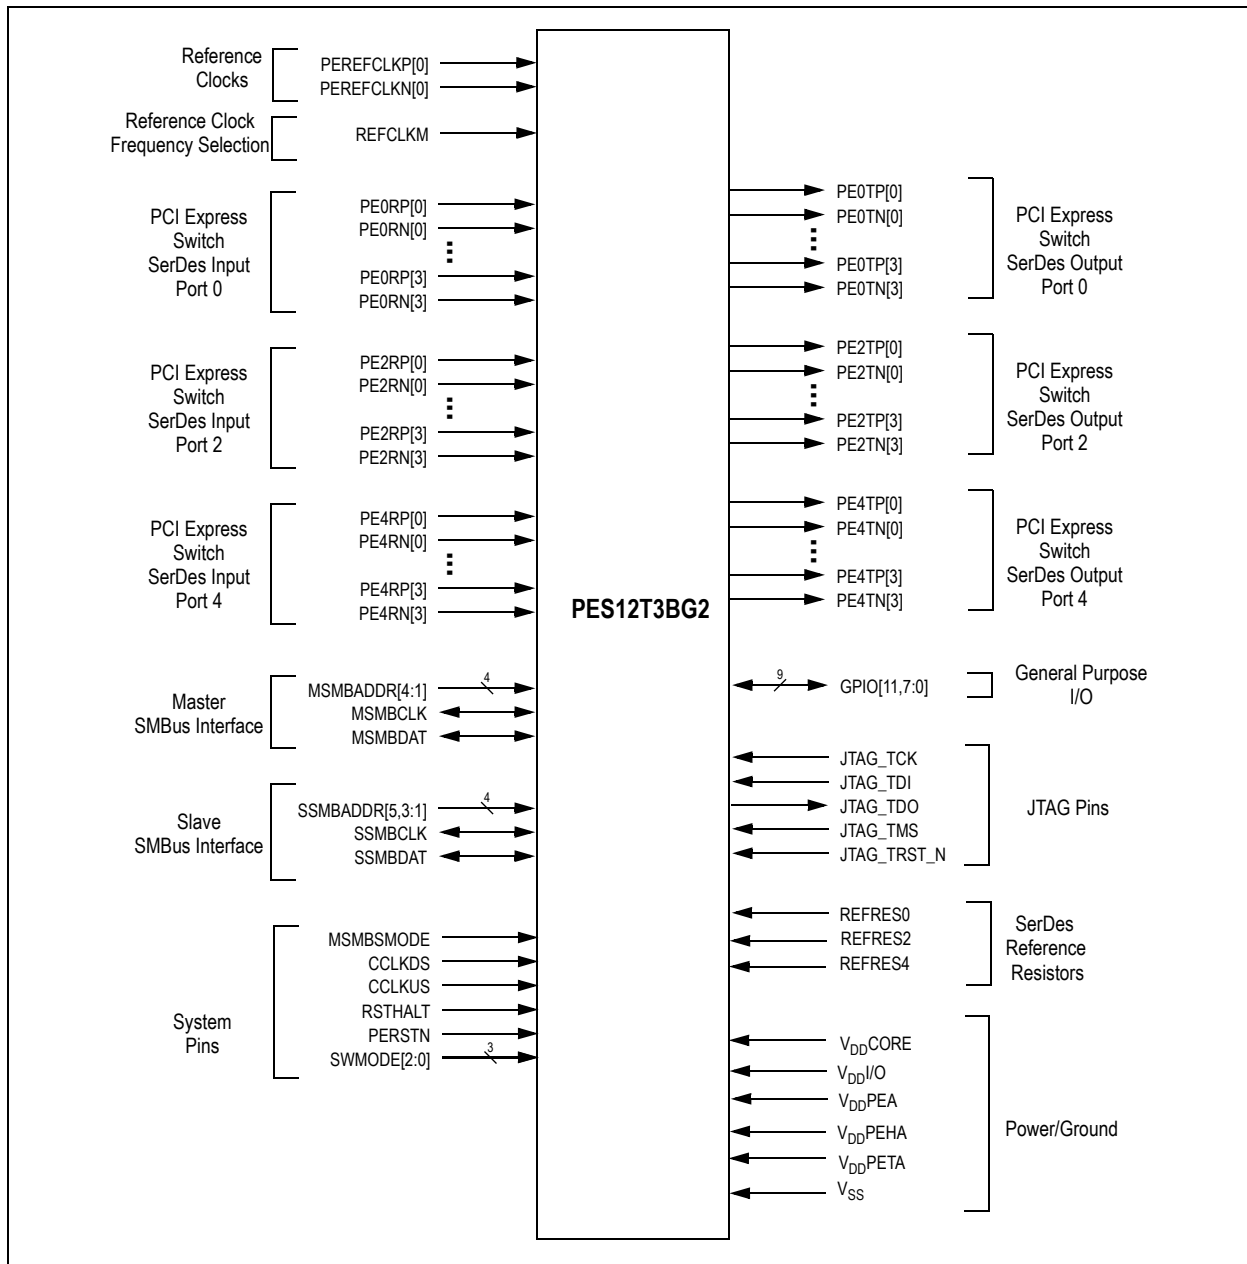 Reference
Clocks
PEREFCLKP[0]
PEREFCLKN[0]
Reference Clock
Frequency Selection
REFCLKM
PCI Express
Switch
SerDes Input
Port 0
PE0RP[0]
PE0RN[0]
PE0RP[3]
PE0RN[3]
PCI Express
Switch
SerDes Input
Port 2
PE2RP[0]
PE2RN[0]
PE2RP[3]
PE2RN[3]
PCI Express
Switch
SerDes Input
Port 4
PE4RP[0]
PE4RN[0]
PE4RP[3]
PE4RN[3]
Master
SMBus Interface
MSMBADDR[4:1] 4
MSMBCLK
MSMBDAT
Slave
SMBus Interface
SSMBADDR[5,3:1] 4
SSMBCLK
SSMBDAT
System
Pins
MSMBSMODE
CCLKDS
CCLKUS
RSTHALT
PERSTN
SWMODE[2:0] 3
PES12T3BG2
PE0TP[0]
PE0TN[0]
PE0TP[3]
PE0TN[3]
PCI Express
Switch
SerDes Output
Port 0
PE2TP[0]
PE2TN[0]
PE2TP[3]
PE2TN[3]
PCI Express
Switch
SerDes Output
Port 2
PE4TP[0]
PE4TN[0]
PE4TP[3]
PE4TN[3]
PCI Express
Switch
SerDes Output
Port 4
9 GPIO[11,7:0]
General Purpose
I/O
JTAG_TCK
JTAG_TDI
JTAG_TDO
JTAG_TMS
JTAG_TRST_N
JTAG Pins
REFRES0
REFRES2
REFRES4
SerDes
Reference
Resistors
VDDCORE
VDDI/O
VDDPEA
VDDPEHA
VDDPETA
VSS
Power/Ground